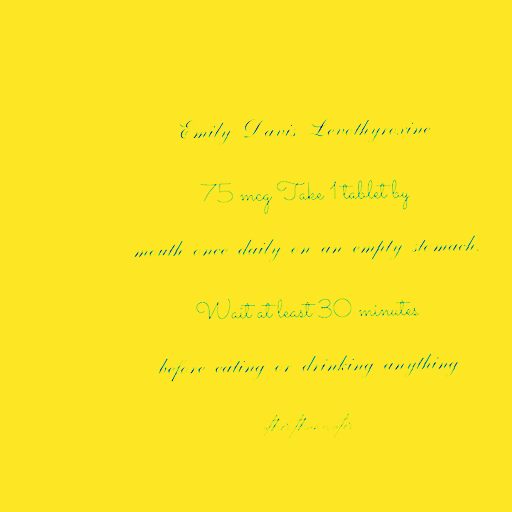 Emily Davis Levothyroxine
75 mcg Take 1 tablet by
mouth once daily on an empty stomach.
Wait at least 30 minutes
before eating or drinking anything